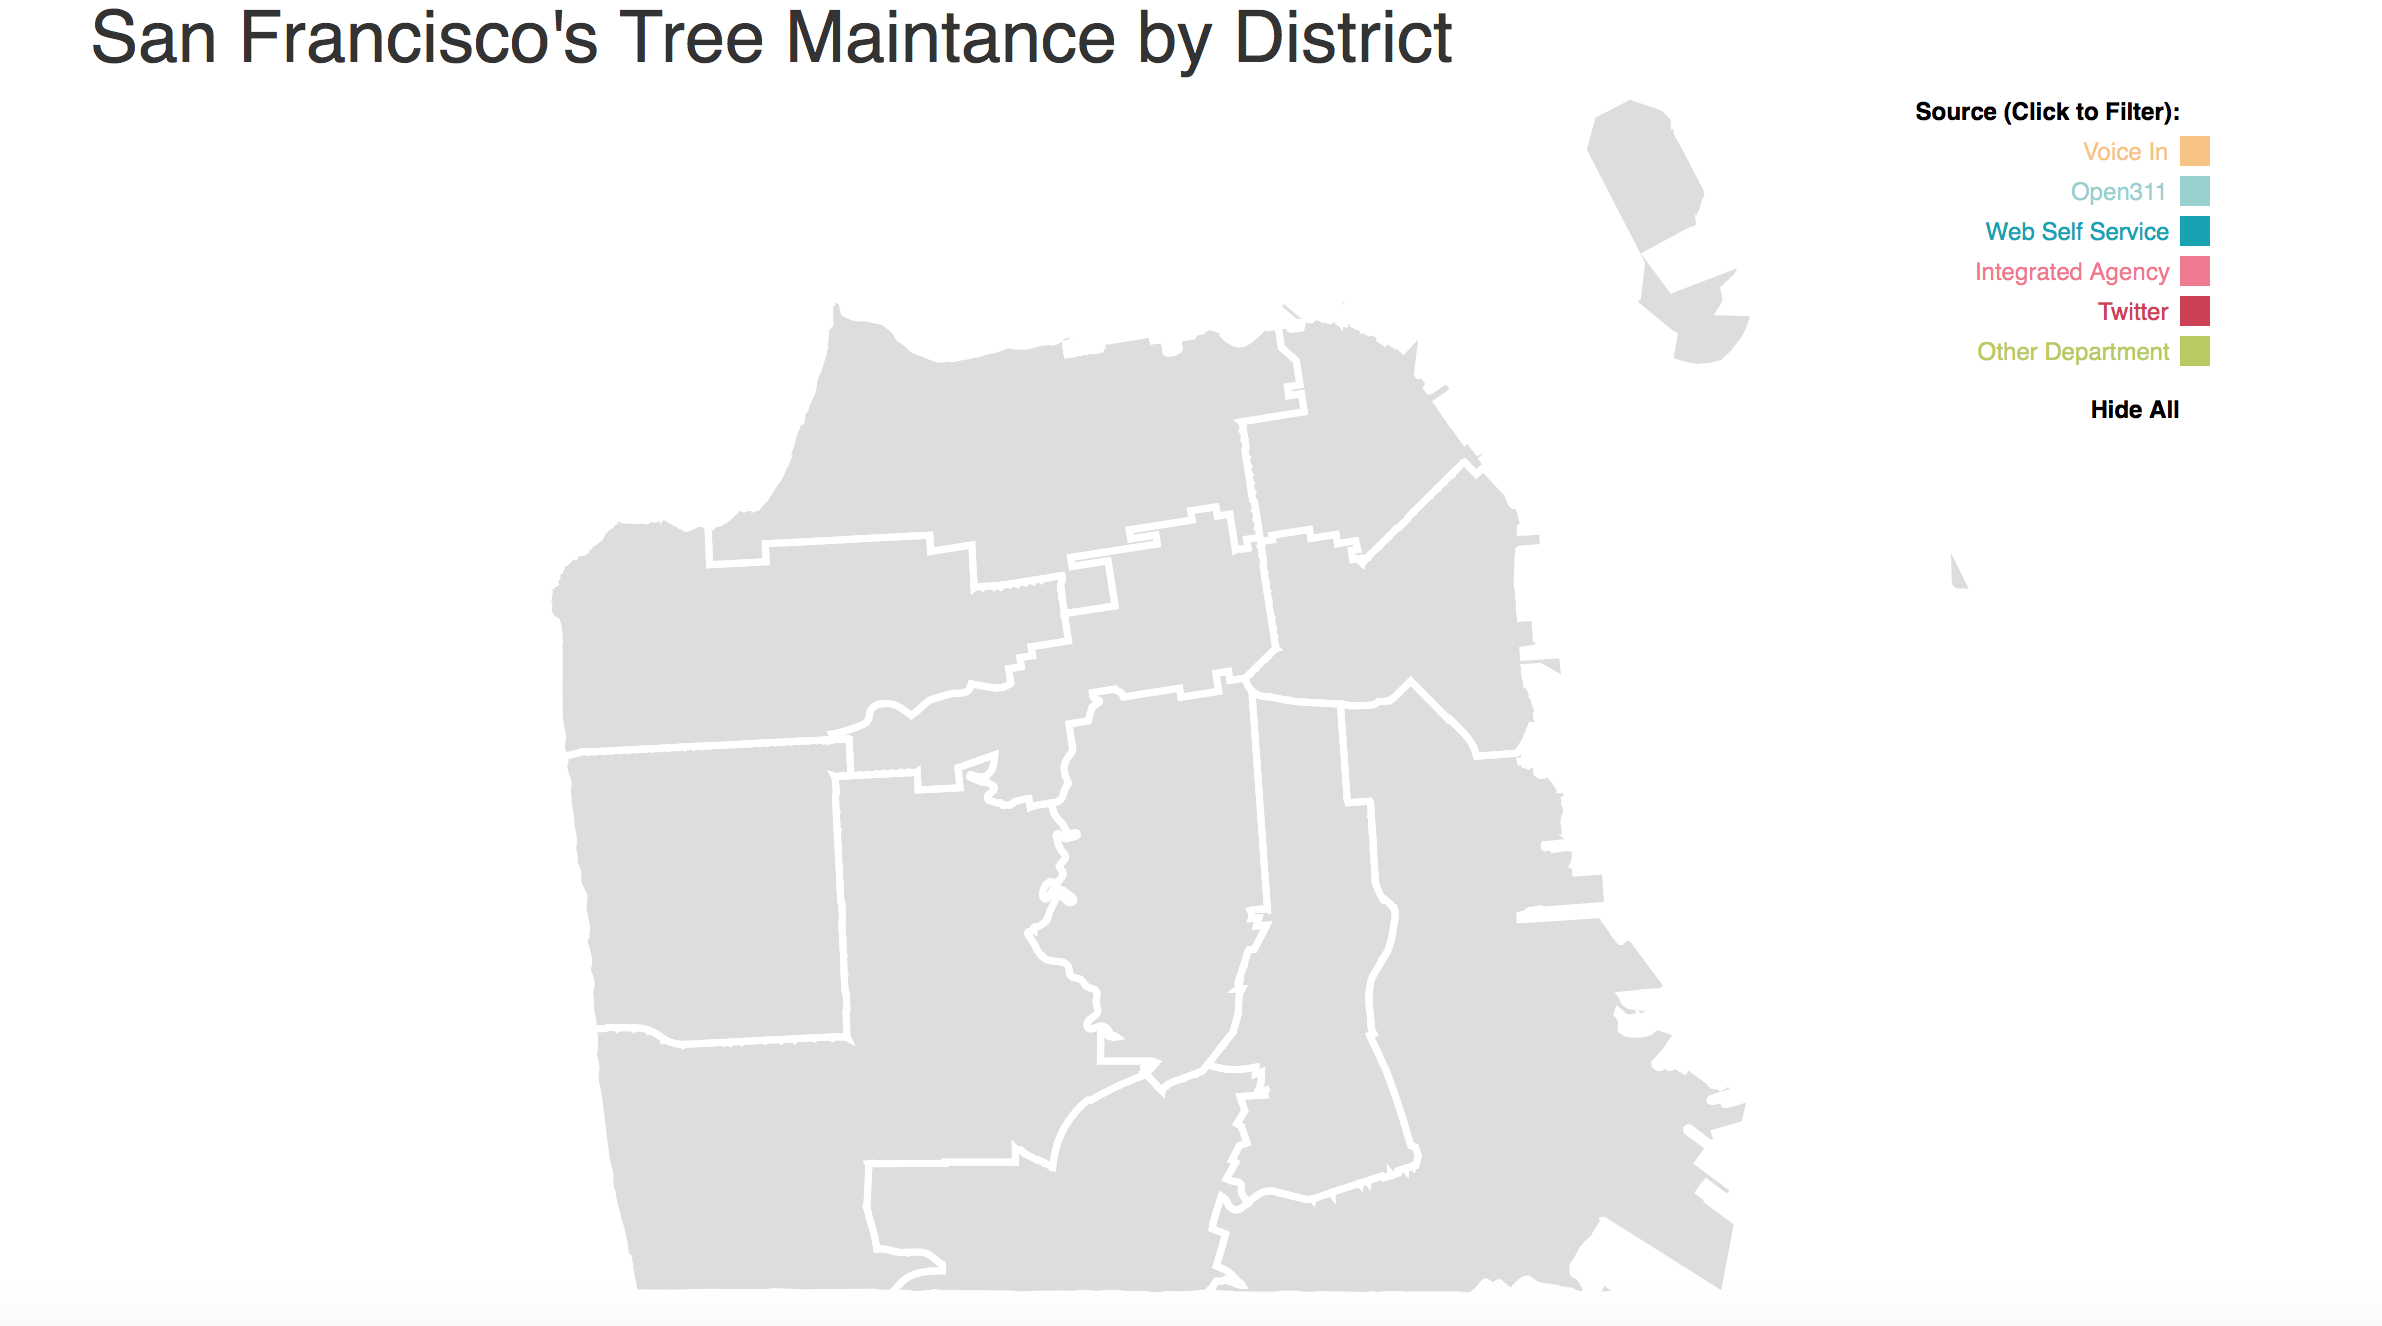 San Francisco's Tree Maintance by District
Source (Click to Filter):
Voice In
Open311
Web Self Service
Integrated Agency
Twitter
Other Department
Hide All